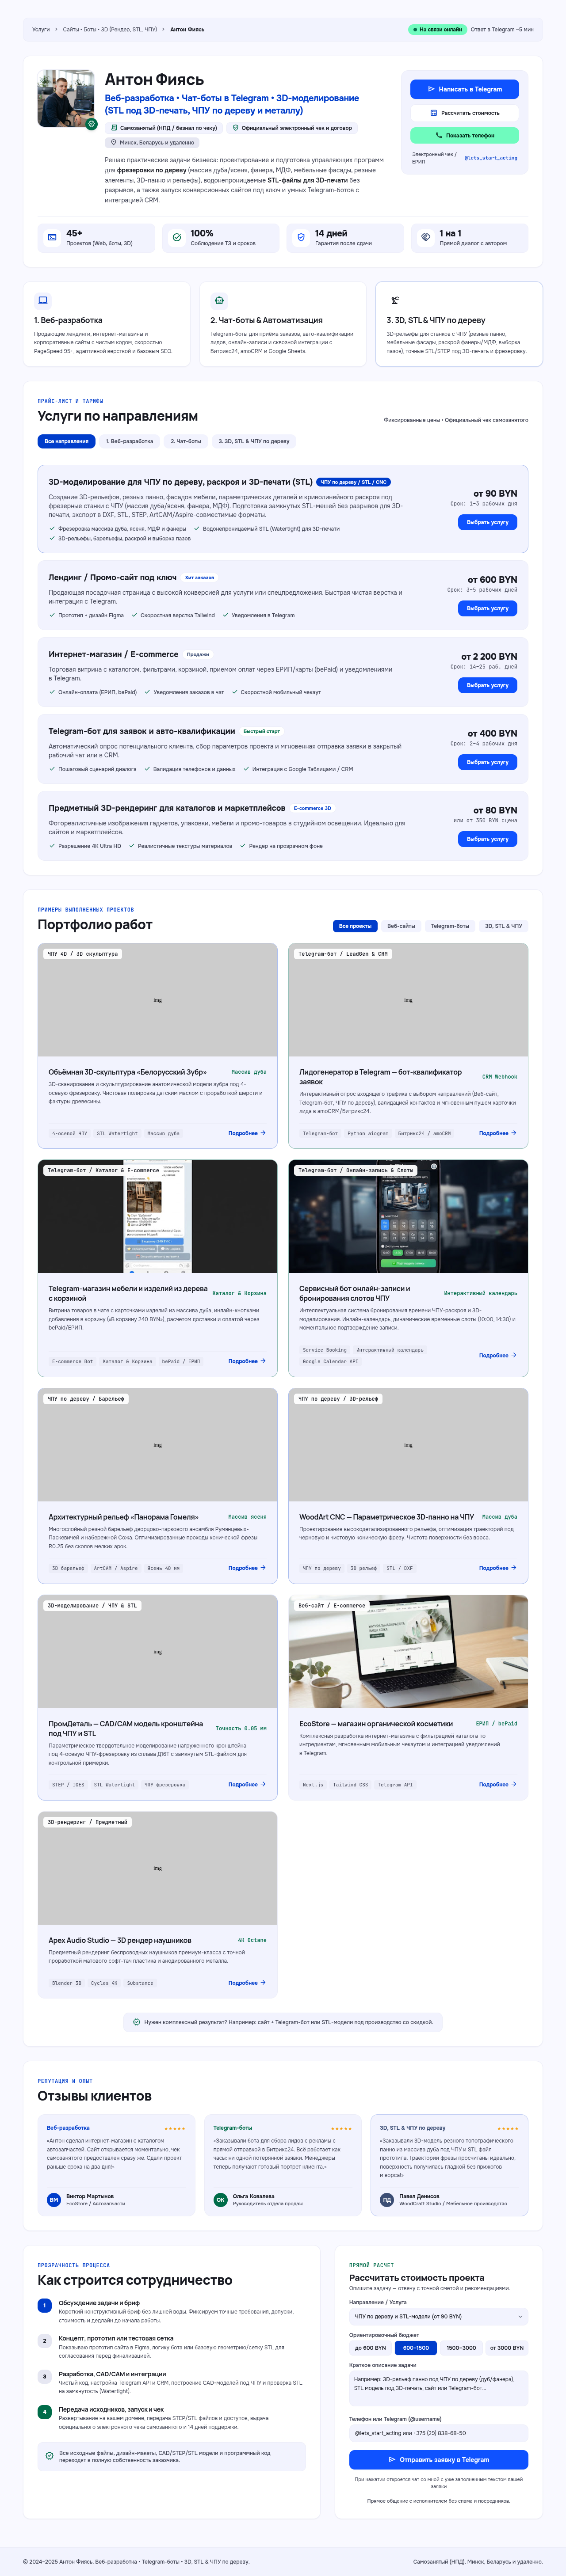 Услуги > Сайты • Боты • 3D (Рендер, STL, ЧПУ) > Антон Фиясь
На связи онлайн Ответ в Telegram ~5 мин
Антон Фиясь
Веб-разработка • Чат-боты в Telegram • 3D-моделирование
(STL под 3D-печать, ЧПУ по дереву и металлу)
Самозанятый (НПД / безнал по чеку) Официальный электронный чек и договор
Минск, Беларусь и удаленно
Решаю практические задачи бизнеса: проектирование и подготовка управляющих программ
для фрезеровки по дереву (массива дуба/ясеня, фанера, МДФ, мебельные фасады, резные
элементы, 3D-панно и рельефы), водонепроницаемые STL-файлы для 3D-печати без
разрывов, а также запуск конверсионных сайтов под ключ и умных Telegram-ботов с
интеграцией CRM.
Написать в Telegram
Рассчитать стоимость
Показать телефон
Электронный чек /
ЕРИП
@lets_start_acting
45+
Проектов (Web, боты, 3D)
100%
Соблюдение ТЗ и сроков
14 дней
Гарантия после сдачи
1 на 1
Прямой диалог с автором
1. Веб-разработка
Продающие лендинги, интернет-магазины и
корпоративные сайты с чистым кодом, скоростью
PageSpeed 95+, адаптивной версткой и базовым SEO.
2. Чат-боты & Автоматизация
Telegram-боты для приёма заказов, авто-квалификации
лидов, онлайн-записи и сквозной интеграции с
Битрикс24, amoCRM и Google Sheets.
3. 3D, STL & ЧПУ по дереву
3D-рельефы для станков с ЧПУ (резные панно,
мебельные фасады, раскрой фанеры/МДФ, выборка
пазов), точные STL/STEP под 3D-печать и фрезеровку.
ПРАЙС-ЛИСТ И ТАРИФЫ
Услуги по направлениям
Фиксированные цены • Официальный чек самозанятого
Все направления 1. Веб-разработка 2. Чат-боты 3. 3D, STL & ЧПУ по дереву
3D-моделирование для ЧПУ по дереву, раскроя и 3D-печати (STL) ЧПУ по дереву / STL / CNC
Создание 3D-рельефов, резных панно, фасадов мебели, параметрических деталей и криволинейного раскроя под
фрезерные станки с ЧПУ (массив дуба/ясеня, фанера, МДФ). Подготовка замкнутых STL-мешей без разрывов для 3D-
печати, экспорт в DXF, STL, STEP, ArtCAM/Aspire-совместимые форматы.
Фрезеровка массива дуба, ясеня, МДФ и фанеры Водонепроницаемый STL (Watertight) для 3D-печати
3D-рельефы, барельефы, раскрой и выборка пазов
от 90 BYN
Срок: 1–3 рабочих дня
Выбрать услугу
Лендинг / Промо-сайт под ключ Хит заказов
Продающая посадочная страница с высокой конверсией для услуги или спецпредложения. Быстрая чистая верстка и
интеграция с Telegram.
Прототип + дизайн Figma Скоростная верстка Tailwind Уведомления в Telegram
от 600 BYN
Срок: 3–5 рабочих дней
Выбрать услугу
Интернет-магазин / E-commerce Продажи
Торговая витрина с каталогом, фильтрами, корзиной, приемом оплат через ЕРИП/карты (bePaid) и уведомлениями
в Telegram.
Онлайн-оплата (ЕРИП, bePaid) Уведомления заказов в чат Скоростной мобильный чекаут
от 2 200 BYN
Срок: 14–25 раб. дней
Выбрать услугу
Telegram-бот для заявок и авто-квалификации Быстрый старт
Автоматический опрос потенциального клиента, сбор параметров проекта и мгновенная отправка заявки в закрытый
рабочий чат или в CRM.
Пошаговый сценарий диалога Валидация телефонов и данных Интеграция с Google Таблицами / CRM
от 400 BYN
Срок: 2–4 рабочих дня
Выбрать услугу
Предметный 3D-рендеринг для каталогов и маркетплейсов E-commerce 3D
Фотореалистичные изображения гаджетов, упаковки, мебели и промо-товаров в студийном освещении. Идеально для
сайтов и маркетплейсов.
Разрешение 4K Ultra HD Реалистичные текстуры материалов Рендер на прозрачном фоне
от 80 BYN
или от 350 BYN сцена
Выбрать услугу
ПРИМЕРЫ ВЫПОЛНЕННЫХ ПРОЕКТОВ
Портфолио работ
Все проекты Веб-сайты Telegram-боты 3D, STL & ЧПУ
ЧПУ 4D / 3D скульптура
img
Объёмная 3D-скульптура «Белорусский Зубр» Массив дуба
3D-сканирование и скульптурирование анатомической модели зубра под 4-
осевую фрезеровку. Чистовая полировка датским маслом с проработкой шерсти и
фактуры древесины.
4-осевой ЧПУ STL Watertight Массив дуба Подробнее
Telegram-бот / LeadGen & CRM
img
Лидогенератор в Telegram — бот-квалификатор
заявок
CRM Webhook
Интерактивный опрос входящего трафика с выбором направления (Веб-сайт,
Telegram-бот, ЧПУ по дереву), валидацией контактов и мгновенным пушем карточки
лида в amoCRM/Битрикс24.
Telegram-бот Python aiogram Битрикс24 / amoCRM Подробнее
Telegram-бот / Каталог & E-commerce
Telegram-магазин мебели и изделий из дерева
с корзиной
Каталог & Корзина
Витрина товаров в чате с карточками изделий из массива дуба, инлайн-кнопками
добавления в корзину («В корзину 240 BYN»), расчетом доставки и оплатой через
bePaid/ЕРИП.
E-commerce Bot Каталог & Корзина bePaid / ЕРИП Подробнее
Telegram-бот / Онлайн-запись & Слоты
Сервисный бот онлайн-записи и
бронирования слотов ЧПУ
Интерактивный календарь
Интеллектуальная система бронирования времени ЧПУ-раскроя и 3D-
моделирования. Инлайн-календарь, динамические временные слоты (10:00, 14:30) и
моментальное подтверждение записи.
Service Booking Интерактивный календарь
Google Calendar API
Подробнее
ЧПУ по дереву / Барельеф
img
Архитектурный рельеф «Панорама Гомеля» Массив ясеня
Многослойный резной барельеф дворцово-паркового ансамбля Румянцевых-
Паскевичей и набережной Сожа. Оптимизированные проходы конической фрезы
R0.25 без сколов мелких арок.
3D барельеф ArtCAM / Aspire Ясень 40 мм Подробнее
ЧПУ по дереву / 3D-рельеф
img
WoodArt CNC — Параметрическое 3D-панно на ЧПУ Массив дуба
Проектирование высокодетализированного рельефа, оптимизация траекторий под
черновую и чистовую коническую фрезу. Чистота поверхности без ворса.
ЧПУ по дереву 3D рельеф STL / DXF Подробнее
3D-моделирование / ЧПУ & STL
img
ПромДеталь — CAD/CAM модель кронштейна
под ЧПУ и STL
Точность 0.05 мм
Параметрическое твердотельное моделирование нагруженного кронштейна
под 4-осевую ЧПУ-фрезеровку из сплава Д16Т с замкнутым STL-файлом для
контрольной примерки.
STEP / IGES STL Watertight ЧПУ фрезеровка Подробнее
Веб-сайт / E-commerce
EcoStore — магазин органической косметики ЕРИП / bePaid
Комплексная разработка интернет-магазина с фильтрацией каталога по
ингредиентам, мгновенным мобильным чекаутом и интеграцией уведомлений
в Telegram.
Next.js Tailwind CSS Telegram API Подробнее
3D-рендеринг / Предметный
img
Apex Audio Studio — 3D рендер наушников 4K Octane
Предметный рендеринг беспроводных наушников премиум-класса с точной
проработкой матового софт-тач пластика и анодированного металла.
Blender 3D Cycles 4K Substance Подробнее
Нужен комплексный результат? Например: сайт + Telegram-бот или STL-модели под производство со скидкой.
РЕПУТАЦИЯ И ОПЫТ
Отзывы клиентов
Веб-разработка ★★★★★
«Антон сделал интернет-магазин с каталогом
автозапчастей. Сайт открывается моментально, чек
самозанятого предоставлен сразу же. Сдали проект
раньше срока на два дня!»
ВМ Виктор Мартынов
EcoStore / Автозапчасти
Telegram-боты ★★★★★
«Заказывали бота для сбора лидов с рекламы с
прямой отправкой в Битрикс24. Всё работает как
часы: ни одной потерянной заявки. Менеджеры
теперь получают готовый портрет клиента.»
ОК Ольга Ковалева
Руководитель отдела продаж
3D, STL & ЧПУ по дереву ★★★★★
«Заказывали 3D-модель резного топографического
панно из массива дуба под ЧПУ и STL файл
прототипа. Траектории фрезы просчитаны идеально,
поверхность получилась гладкой без прижогов
и ворса!»
ПД Павел Денисов
WoodCraft Studio / Мебельное производство
ПРОЗРАЧНОСТЬ ПРОЦЕССА
Как строится сотрудничество
1 Обсуждение задачи и бриф
Короткий конструктивный бриф без лишней воды. Фиксируем точные требования, допуски,
стоимость и дедлайн до начала работы.
2 Концепт, прототип или тестовая сетка
Показываю прототип сайта в Figma, логику бота или базовую геометрию/сетку STL для
согласования перед финализацией.
3 Разработка, CAD/CAM и интеграции
Чистый код, настройка Telegram API и CRM, построение CAD-моделей под ЧПУ и проверка STL
на замкнутость (Watertight).
4 Передача исходников, запуск и чек
Развертывание на вашем домене, передача STEP/STL файлов и доступов, выдача
официального электронного чека самозанятого и 14 дней поддержки.
Все исходные файлы, дизайн-макеты, CAD/STEP/STL модели и программный код
переходят в полную собственность заказчика.
ПРЯМОЙ РАСЧЕТ
Рассчитать стоимость проекта
Опишите задачу — отвечу с точной сметой и рекомендациями.
Направление / Услуга
ЧПУ по дереву и STL-модели (от 90 BYN)
Ориентировочный бюджет
до 600 BYN 600–1500 1500–3000 от 3000 BYN
Краткое описание задачи
Например: 3D-рельеф панно под ЧПУ по дереву (дуб/фанера),
STL модель под 3D-печать, сайт или Telegram-бот...
Телефон или Telegram (@username)
@lets_start_acting или +375 (29) 838-68-50
Отправить заявку в Telegram
При нажатии откроется чат со мной с уже заполненным текстом вашей
заявки
Прямое общение с исполнителем без спама и посредников.
© 2024–2025 Антон Фиясь. Веб-разработка • Telegram-боты • 3D, STL & ЧПУ по дереву.
Самозанятый (НПД). Минск, Беларусь и удаленно.